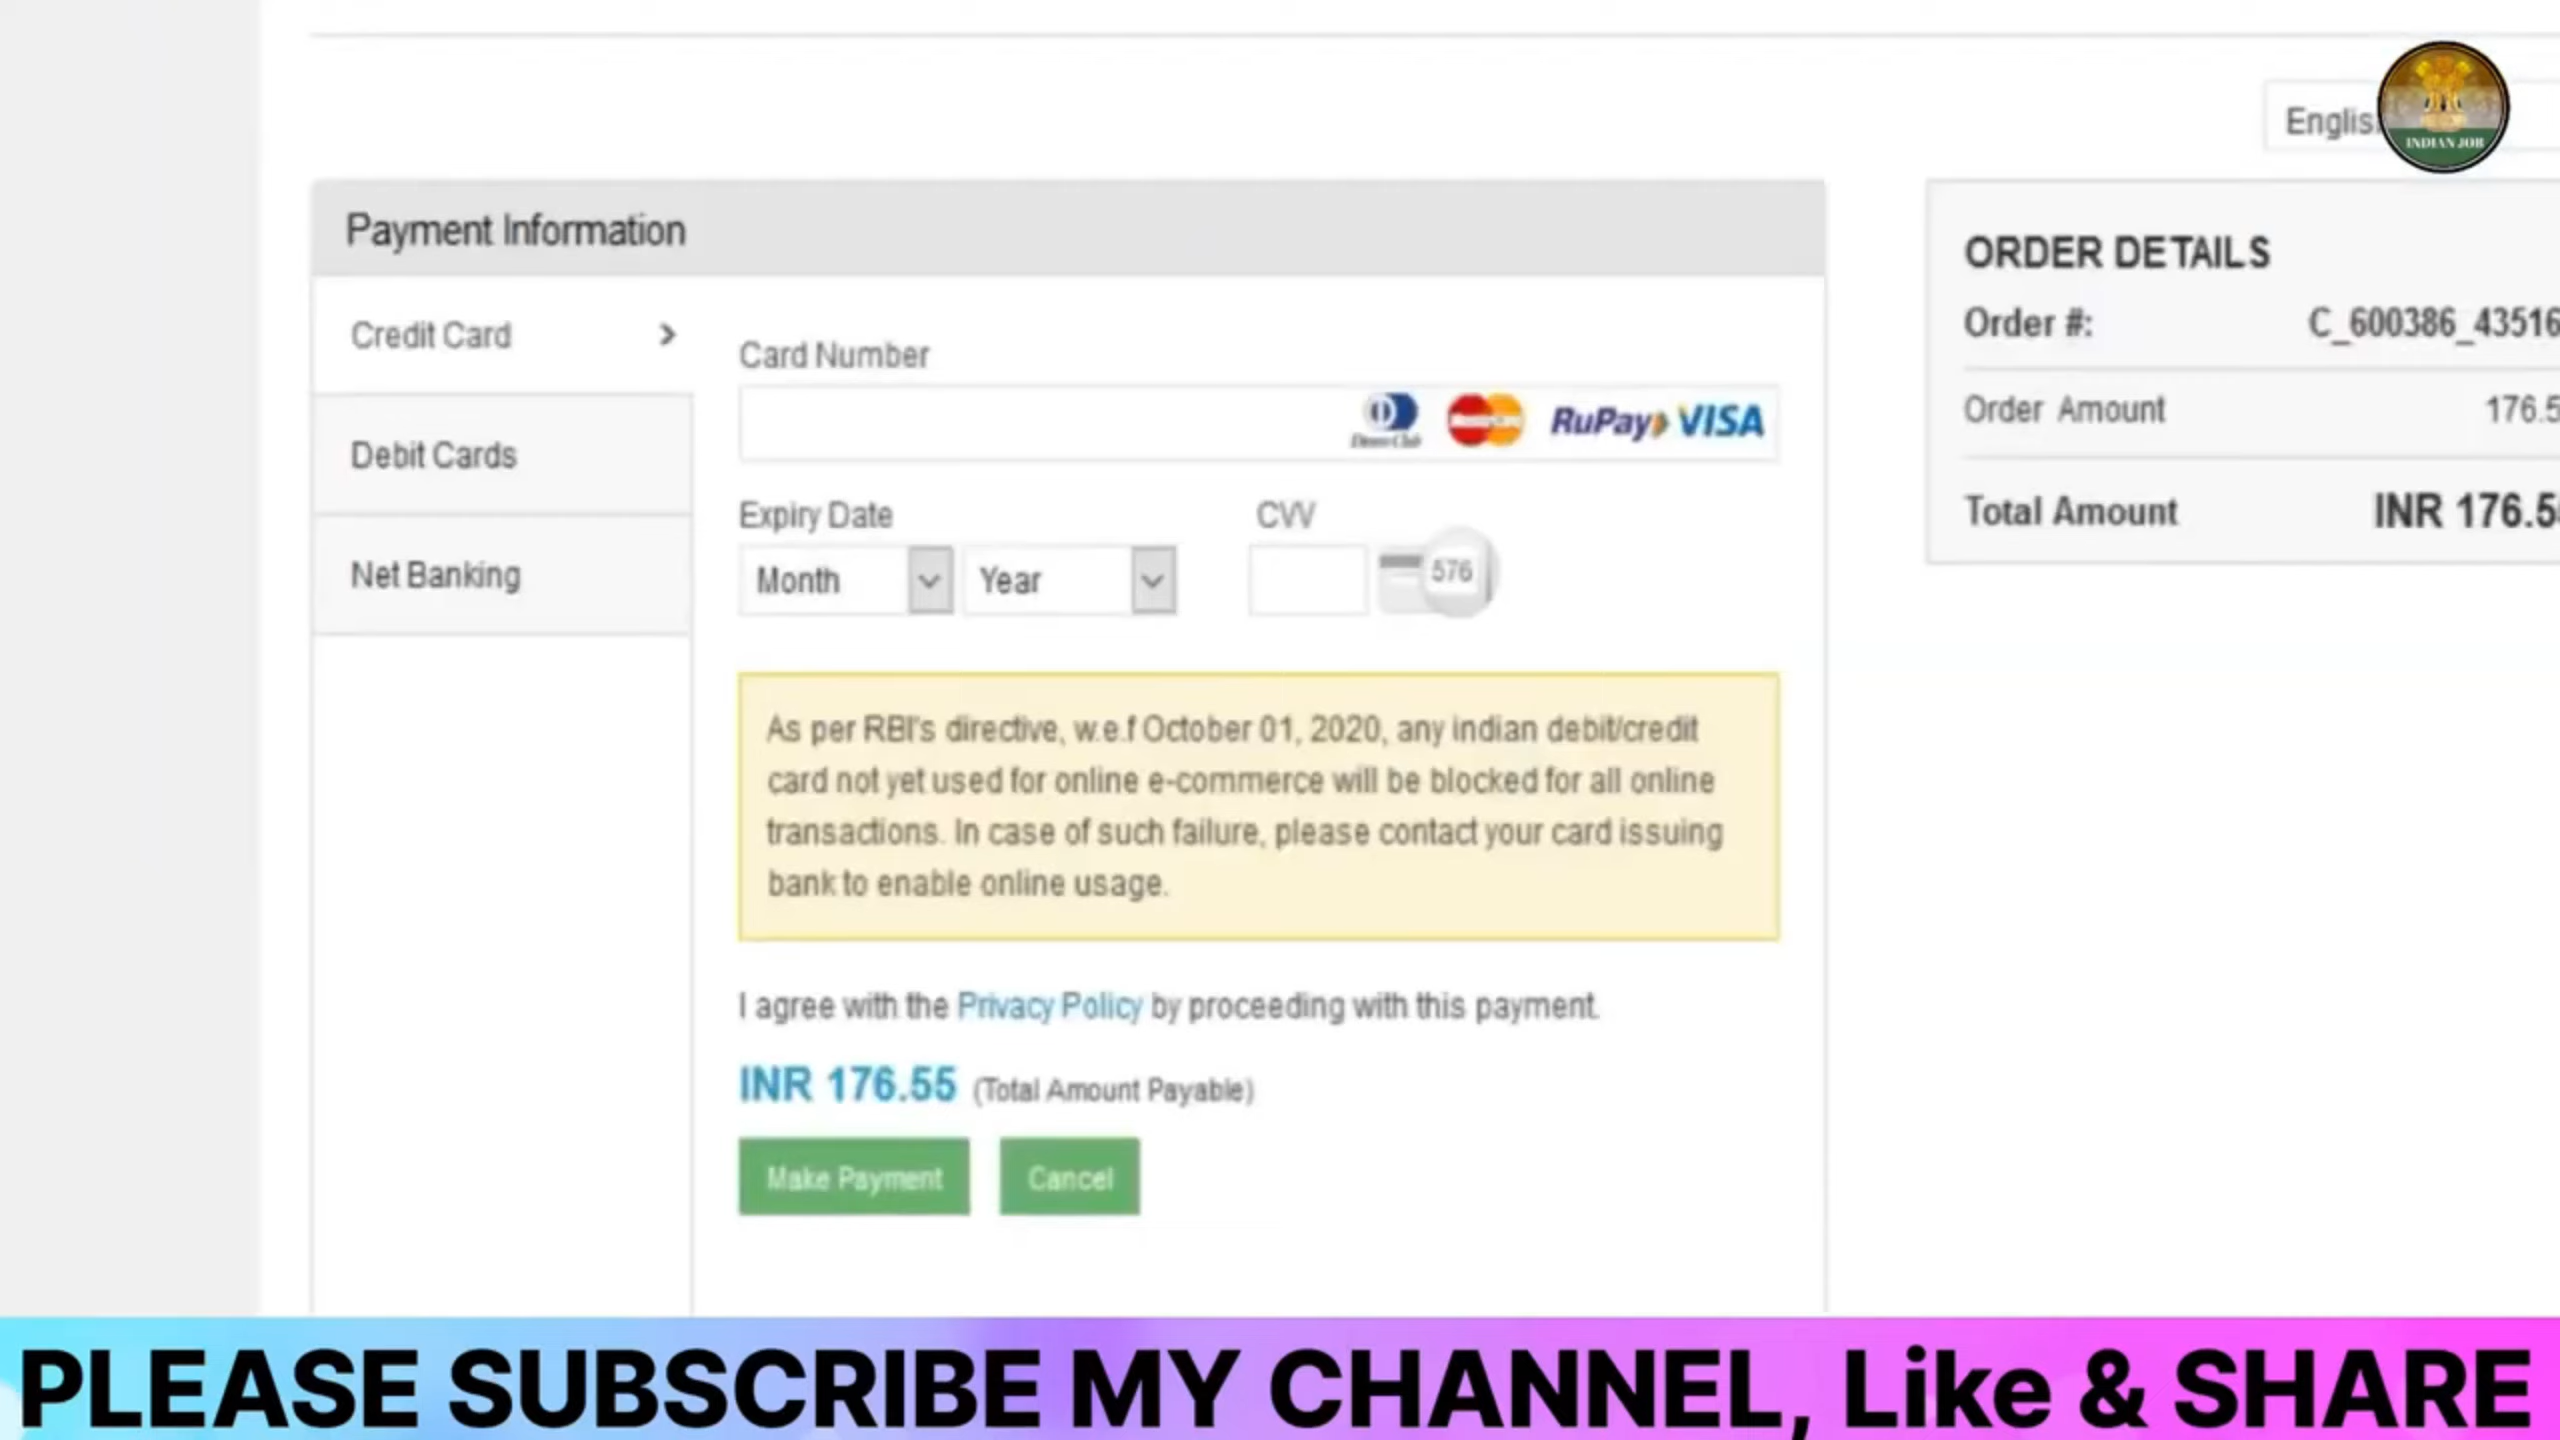 English
INDIAN JOB
Payment Information
Credit Card
Debit Cards
Net Banking
Card Number
Diners Club
MasterCard
RuPay
VISA
Expiry Date
CVV
Month
Year
576
As per RBI's directive, w.e.f October 01, 2020, any indian debit/credit
card not yet used for online e-commerce will be blocked for all online
transactions. In case of such failure, please contact your card issuing
bank to enable online usage.
I agree with the Privacy Policy by proceeding with this payment.
INR 176.55 (Total Amount Payable)
Make Payment
Cancel
ORDER DETAILS
Order #: C_600386_43516
Order Amount 176.5
Total Amount INR 176.5
PLEASE SUBSCRIBE MY CHANNEL, Like & SHARE